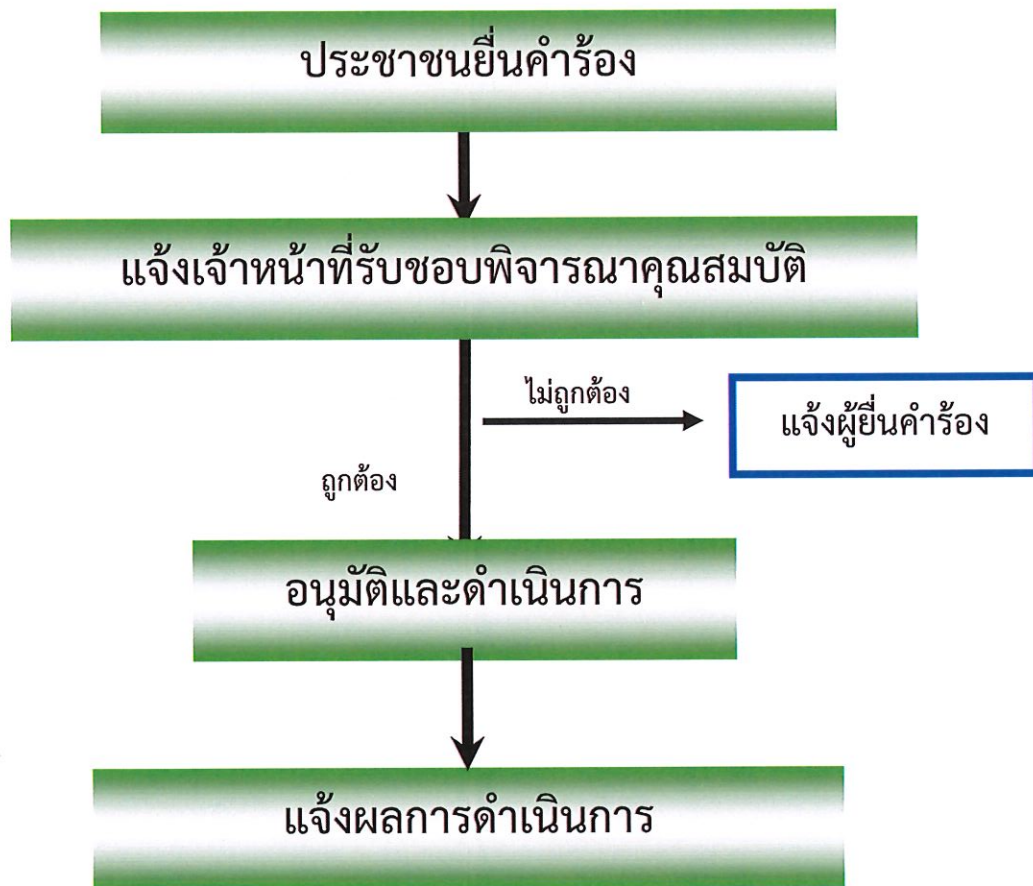 ประชาชนยื่นคำร้อง
แจ้งเจ้าหน้าที่รับชอบพิจารณาคุณสมบัติ
ไม่ถูกต้อง
แจ้งผู้ยื่นคำร้อง
ถูกต้อง
อนุมัติและดำเนินการ
แจ้งผลการดำเนินการ